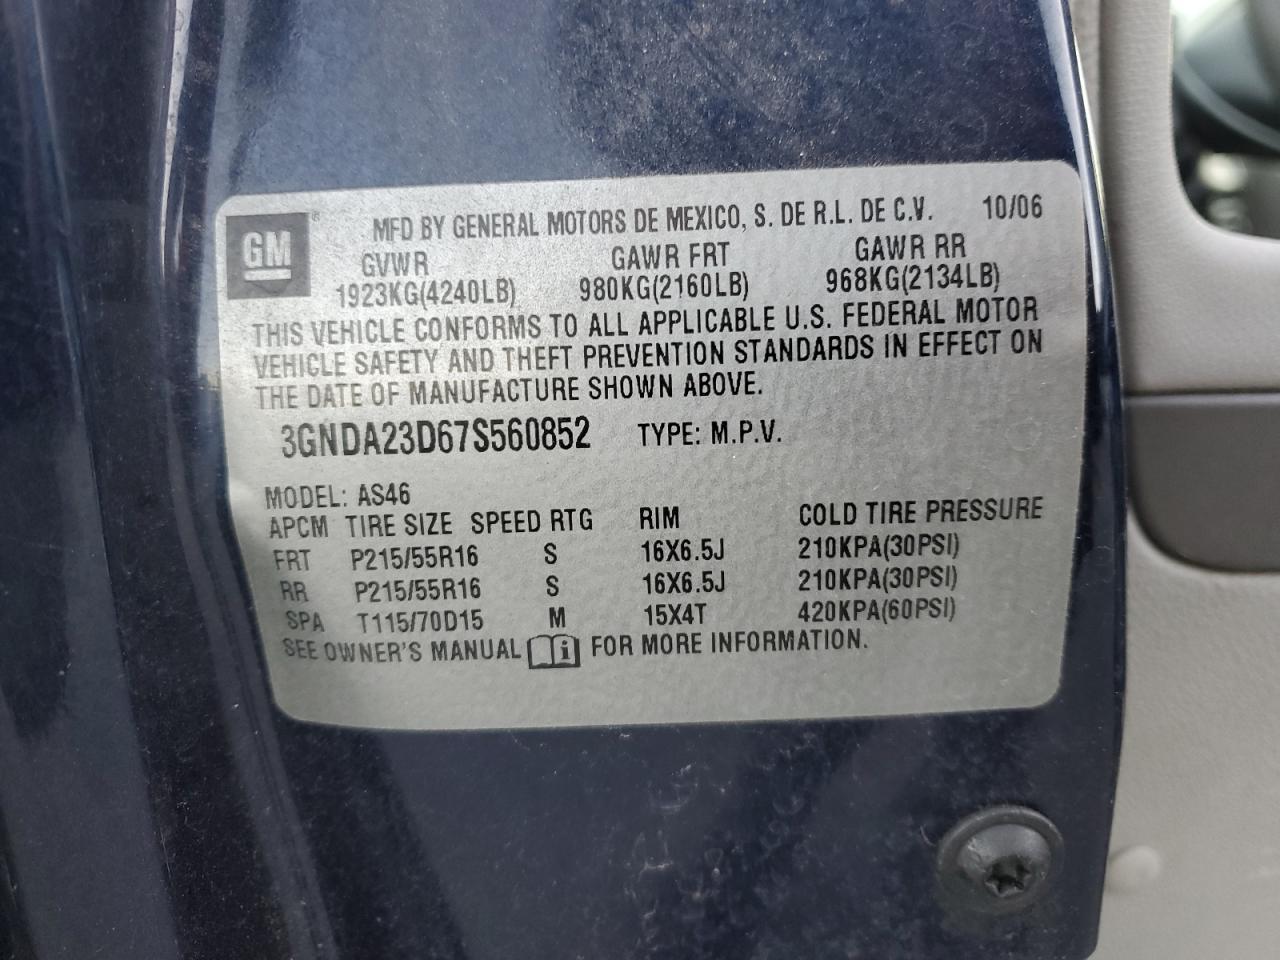 GM ® MFD BY GENERAL MOTORS DE MEXICO, S. DE R.L. DE C.V. 10/06
GVWR GAWR FRT GAWR RR
1923KG(4240LB) 980KG(2160LB) 968KG(2134LB)
THIS VEHICLE CONFORMS TO ALL APPLICABLE U.S. FEDERAL MOTOR
VEHICLE SAFETY AND THEFT PREVENTION STANDARDS IN EFFECT ON
THE DATE OF MANUFACTURE SHOWN ABOVE.
3GNDA23D67S560852 TYPE: M.P.V.
MODEL: AS46
APCM TIRE SIZE SPEED RTG RIM COLD TIRE PRESSURE
FRT P215/55R16 S 16X6.5J 210KPA(30PSI)
RR P215/55R16 S 16X6.5J 210KPA(30PSI)
SPA T115/70D15 M 15X4T 420KPA(60PSI)
SEE OWNER'S MANUAL i FOR MORE INFORMATION.